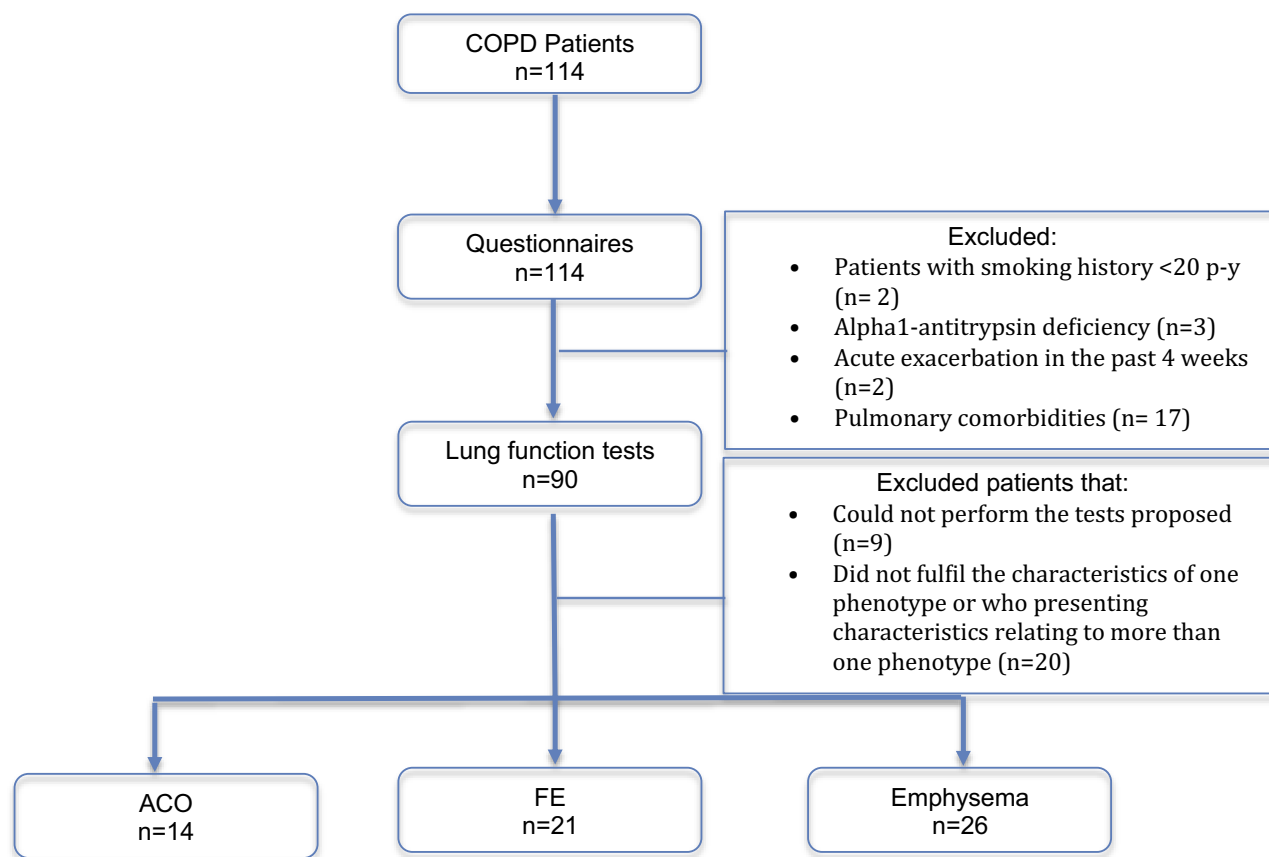 COPD Patients
n=114
Questionnaires
n=114
Excluded:
• Patients with smoking history <20 p-y
(n= 2)
• Alpha1-antitrypsin deficiency (n=3)
• Acute exacerbation in the past 4 weeks
(n=2)
• Pulmonary comorbidities (n= 17)
Lung function tests
n=90
Excluded patients that:
• Could not perform the tests proposed
(n=9)
• Did not fulfil the characteristics of one
phenotype or who presenting
characteristics relating to more than
one phenotype (n=20)
ACO
n=14
FE
n=21
Emphysema
n=26